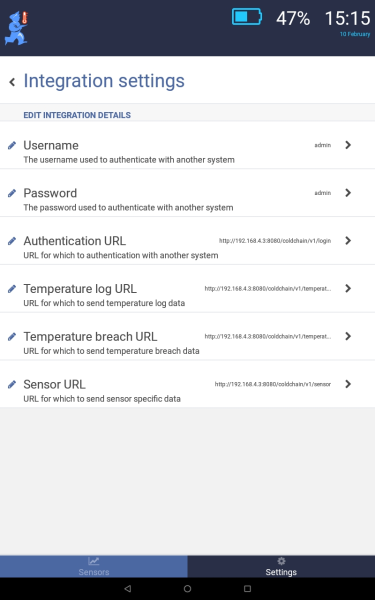 47% 15:15
10 February
Integration settings
EDIT INTEGRATION DETAILS
Username
admin
The username used to authenticate with another system
Password
admin
The password used to authenticate with another system
Authentication URL
http://192.168.4.3:8080/coldchain/v1/login
URL for which to authentication with another system
Temperature log URL
http://192.168.4.3:8080/coldchain/v1/temperat...
URL for which to send temperature log data
Temperature breach URL
http://192.168.4.3:8080/coldchain/v1/temperat...
URL for which to send temperature breach data
Sensor URL
http://192.168.4.3:8080/coldchain/v1/sensor
URL for which to send sensor specific data
Sensors
Settings